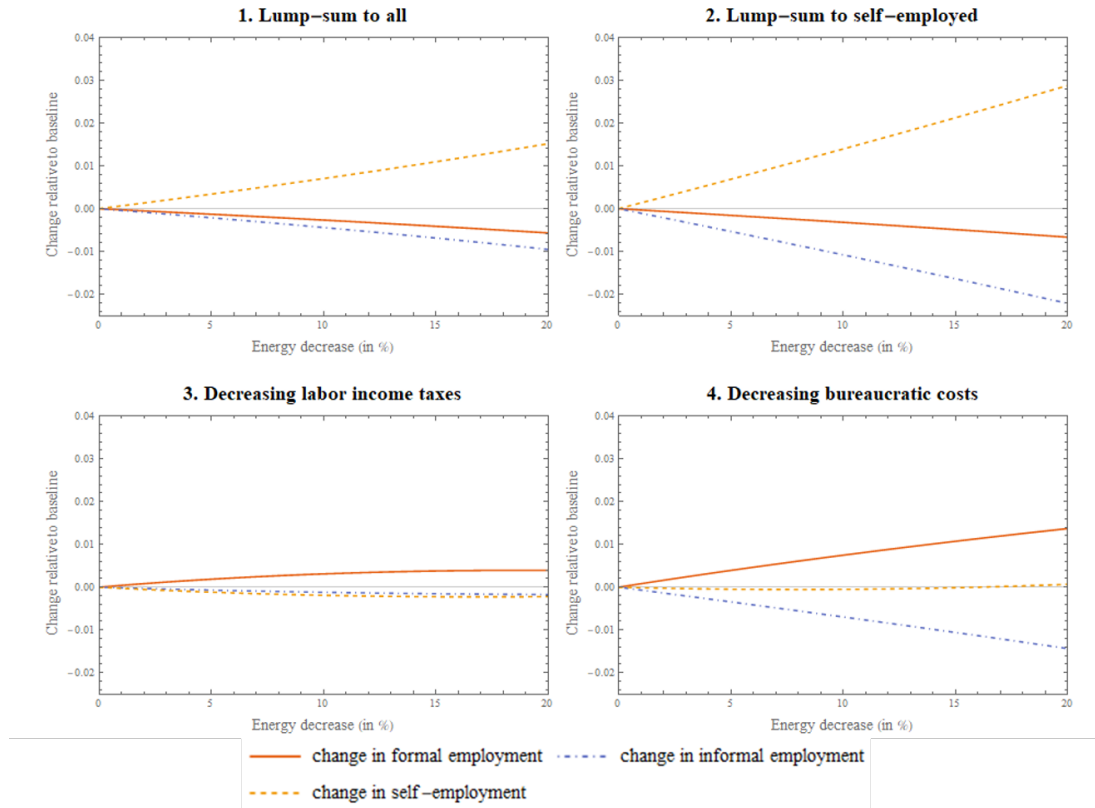 1. Lump-sum to all
0.04
0.03
0.02
0.01
0.00
-0.01
-0.02
Change relative to baseline
0 5 10 15 20
Energy decrease (in %)
2. Lump-sum to self-employed
0.04
0.03
0.02
0.01
0.00
-0.01
-0.02
Change relative to baseline
0 5 10 15 20
Energy decrease (in %)
3. Decreasing labor income taxes
0.04
0.03
0.02
0.01
0.00
-0.01
-0.02
Change relative to baseline
0 5 10 15 20
Energy decrease (in %)
4. Decreasing bureaucratic costs
0.04
0.03
0.02
0.01
0.00
-0.01
-0.02
Change relative to baseline
0 5 10 15 20
Energy decrease (in %)
change in formal employment
change in informal employment
change in self-employment